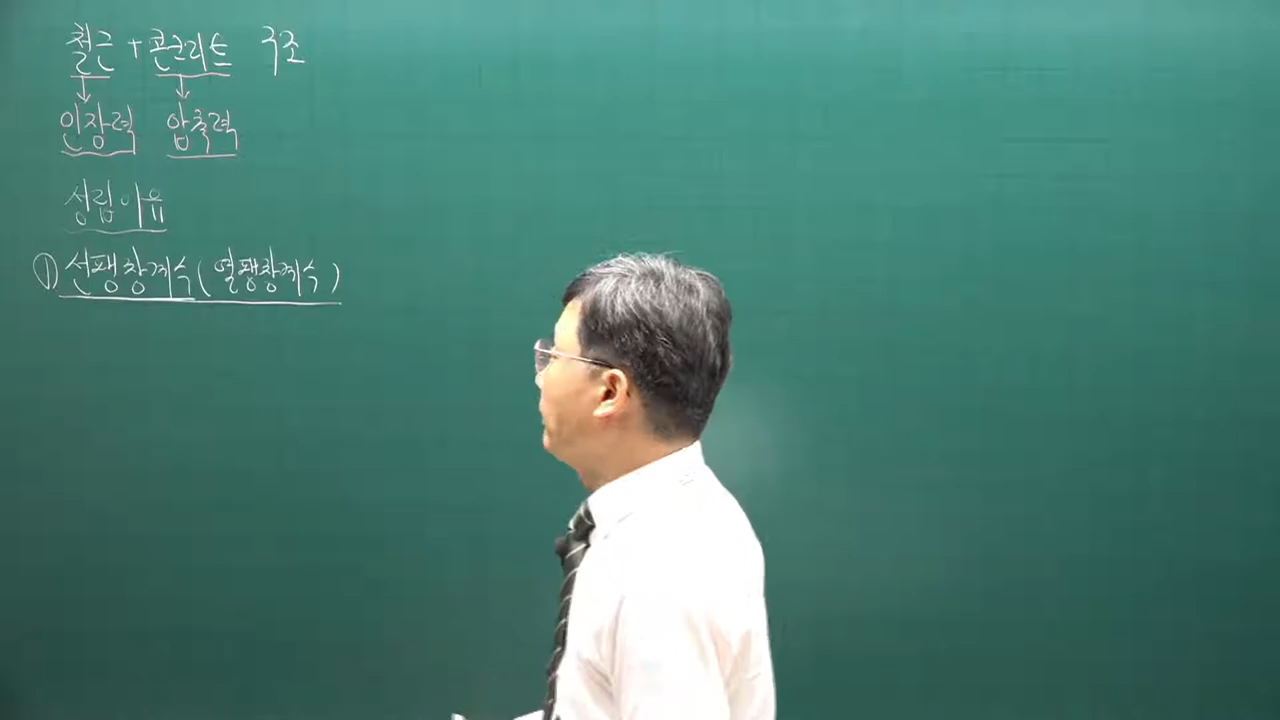 철근 + 콘크리트 구조
↓ ↓
인장력 압축력
성립이유
① 선팽창계수 (열팽창계수)